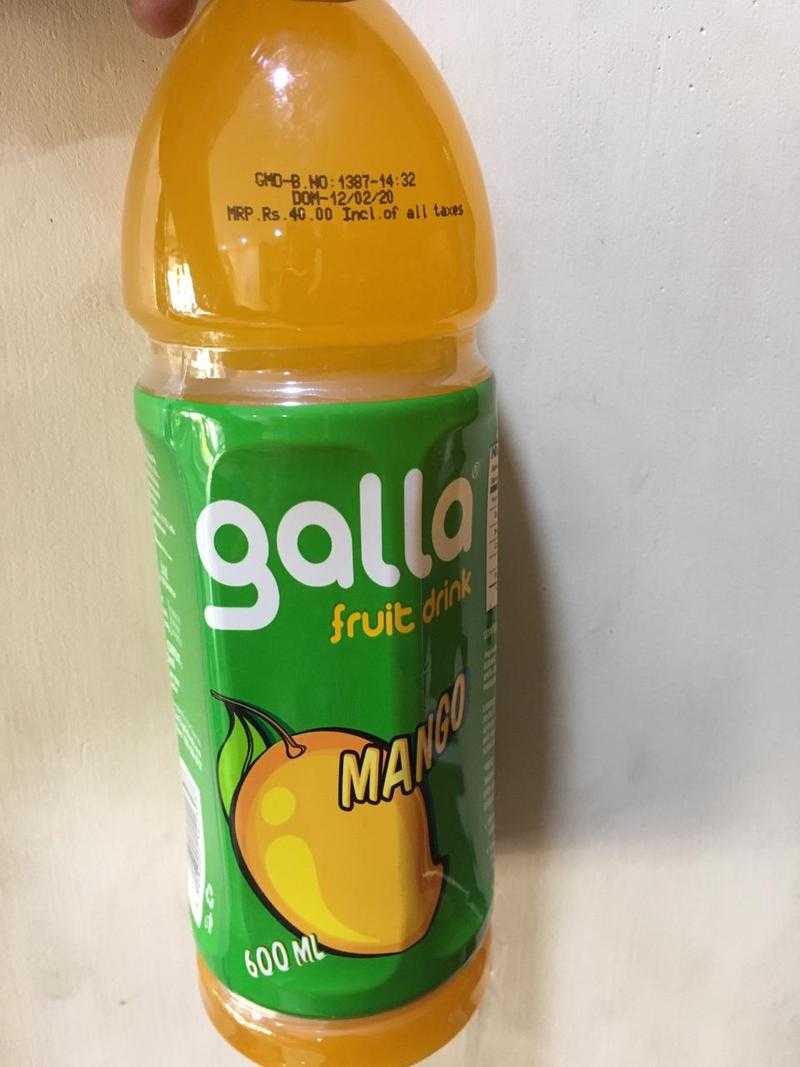 GMD-B.NO:1387-14:32
DOM-12/02/20
MRP.Rs.40.00 Incl.of all taxes
galla®
fruit drink
MANGO
600 ML